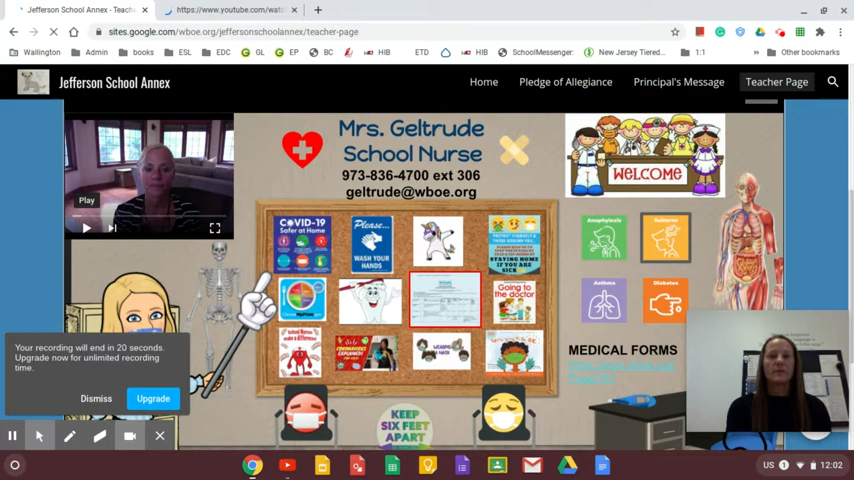 Jefferson School Annex - Teach
https://www.youtube.com/watc
sites.google.com/wboe.org/jeffersonschoolannex/teacher-page
Wallington
Admin
books
ESL
EDC
GL
EP
BC
HIB
ETD
HIB
SchoolMessenger:
New Jersey Tiered...
1:1
Other bookmarks
Jefferson School Annex
Home
Pledge of Allegiance
Principal's Message
Teacher Page
Mrs. Geltrude
School Nurse
973-836-4700 ext 306
geltrude@wboe.org
WELCOME
Play
COVID-19
Safer at Home
Please...
WASH YOUR
HANDS
STAYING HOME
IF YOU ARE
SICK
Anaphylaxis
Seizures
Asthma
Diabetes
Going to
the doctor
MEDICAL FORMS
KEEP
SIX FEET
APART
Your recording will end in 20 seconds.
Upgrade now for unlimited recording
time.
Dismiss
Upgrade
US
1
12:02